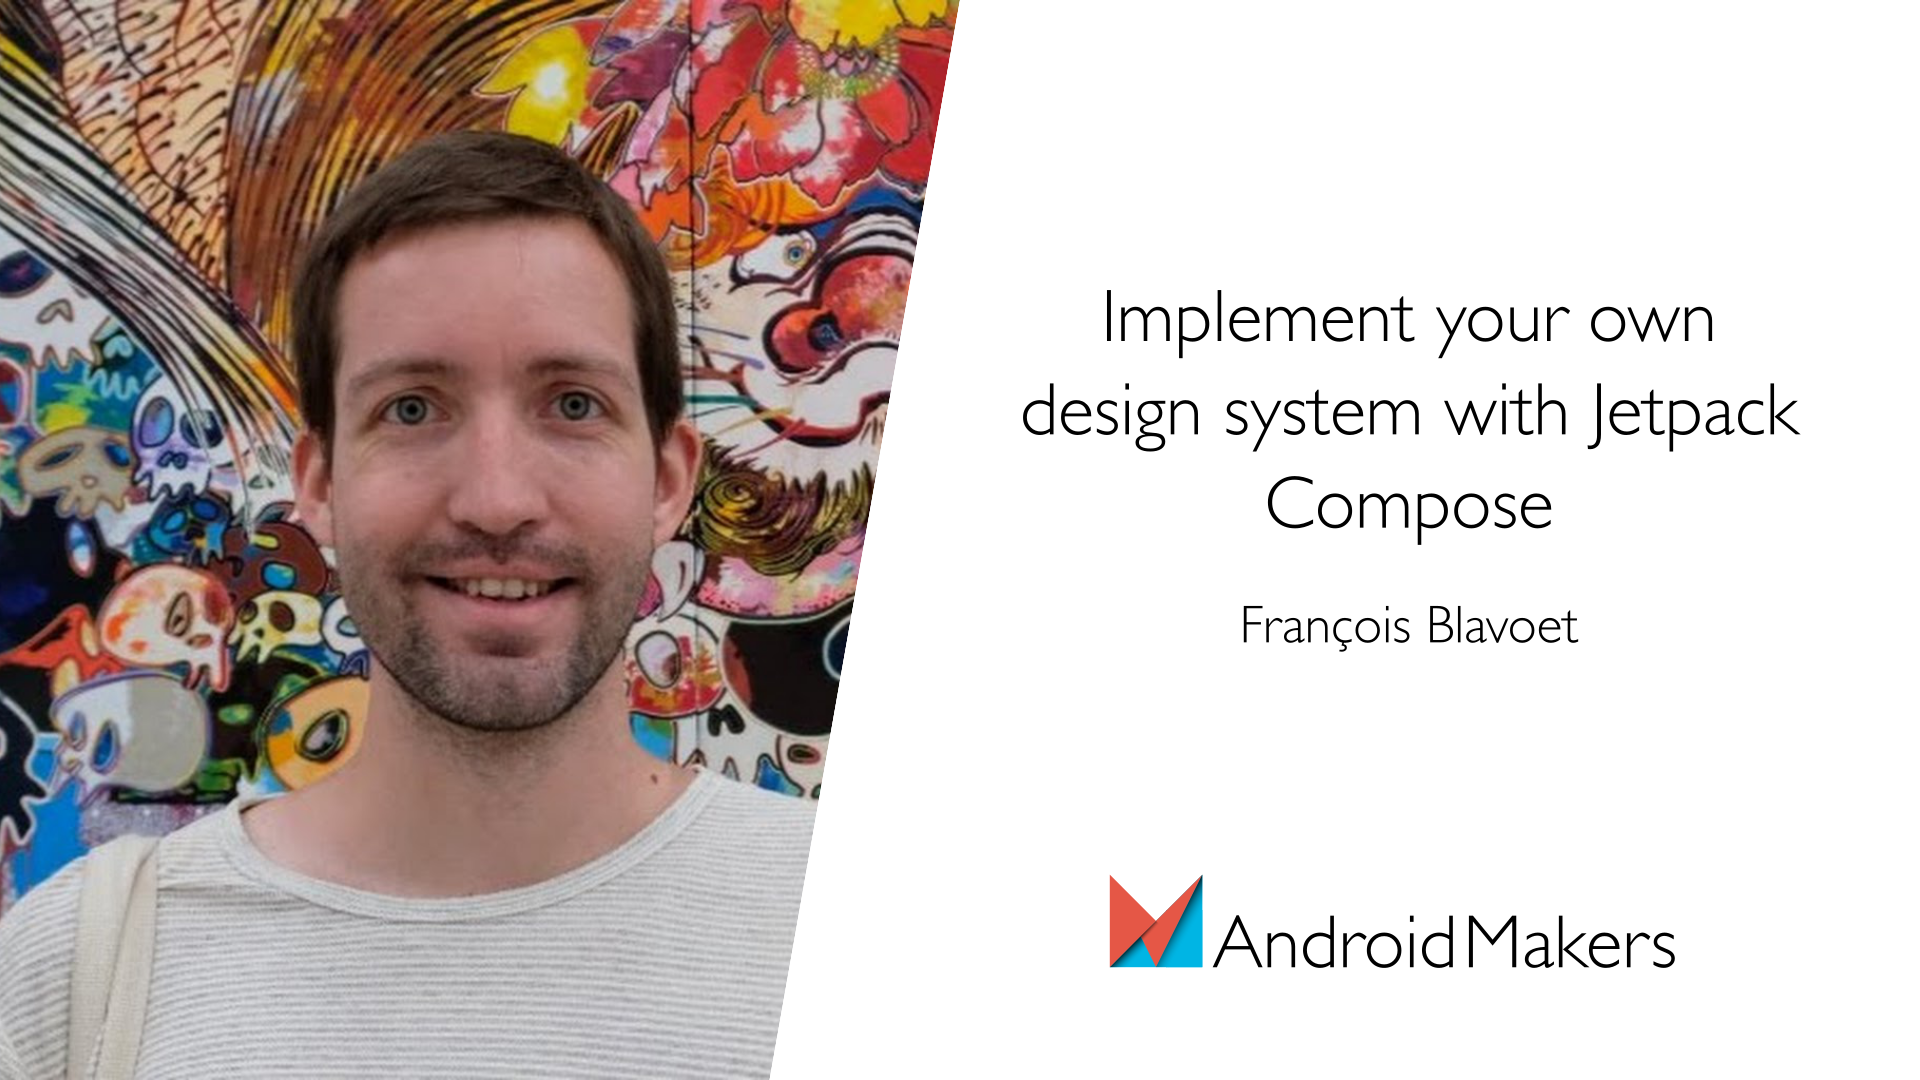 Implement your own
design system with Jetpack
Compose
François Blavoet
AndroidMakers